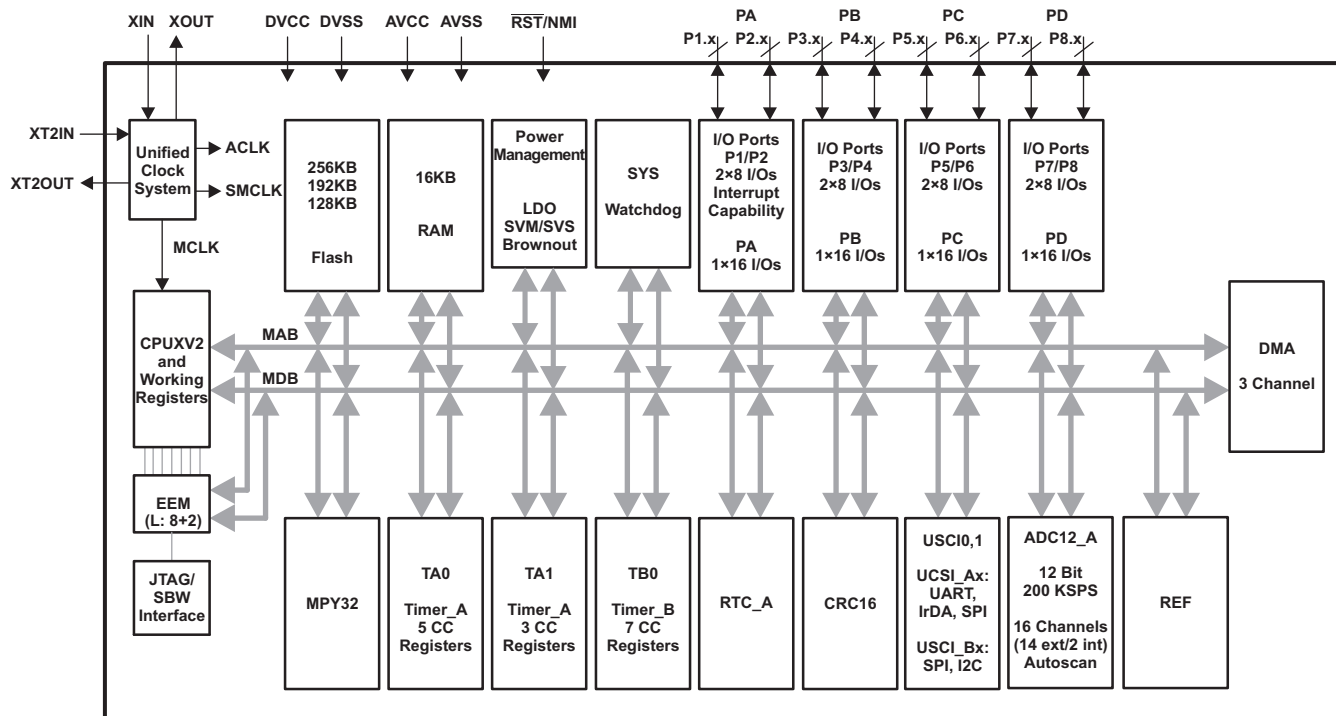 XIN XOUT DVCC DVSS AVCC AVSS RST/NMI PA PB PC PD
P1.x P2.x P3.x P4.x P5.x P6.x P7.x P8.x
XT2IN
XT2OUT
Unified
Clock
System
ACLK
SMCLK
MCLK
256KB
192KB
128KB
Flash
16KB
RAM
Power
Management
LDO
SVM/SVS
Brownout
SYS
Watchdog
I/O Ports
P1/P2
2×8 I/Os
Interrupt
Capability
PA
1×16 I/Os
I/O Ports
P3/P4
2×8 I/Os
PB
1×16 I/Os
I/O Ports
P5/P6
2×8 I/Os
PC
1×16 I/Os
I/O Ports
P7/P8
2×8 I/Os
PD
1×16 I/Os
CPUXV2
and
Working
Registers
MAB
MDB
DMA
3 Channel
EEM
(L: 8+2)
JTAG/
SBW
Interface
MPY32
TA0
Timer_A
5 CC
Registers
TA1
Timer_A
3 CC
Registers
TB0
Timer_B
7 CC
Registers
RTC_A
CRC16
USCI0,1
UCSI_Ax:
UART,
IrDA, SPI
USCI_Bx:
SPI, I2C
ADC12_A
12 Bit
200 KSPS
16 Channels
(14 ext/2 int)
Autoscan
REF